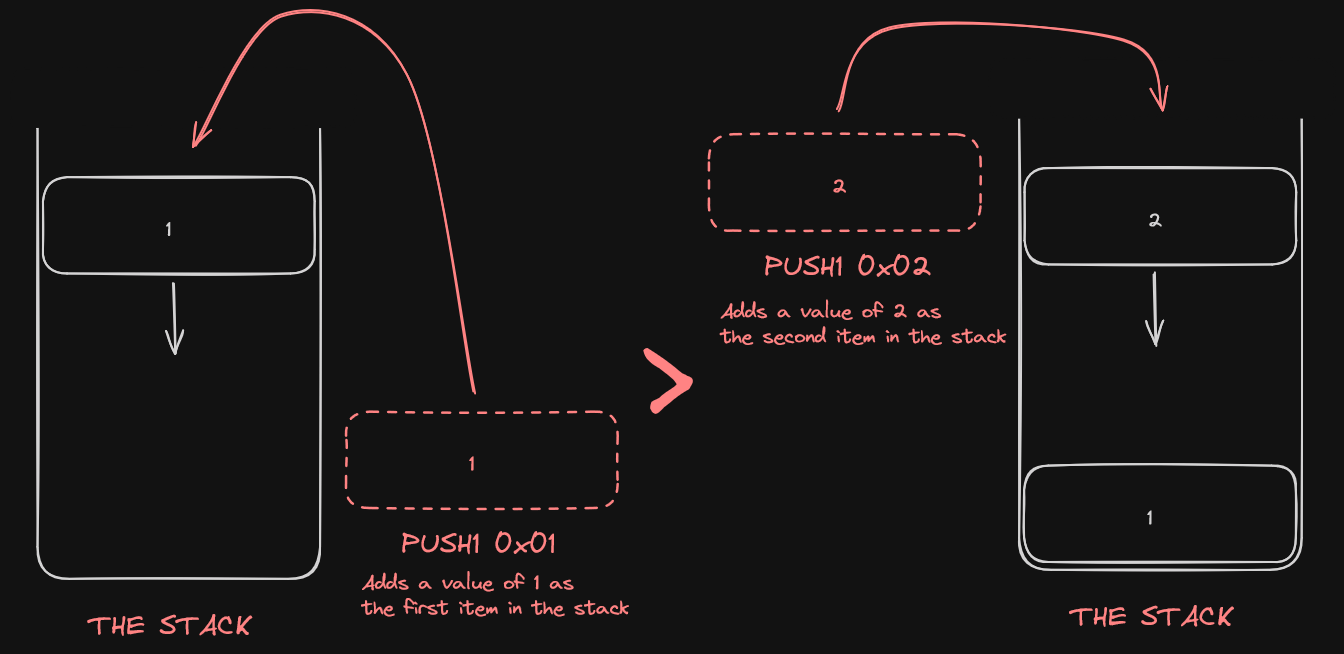 1
1
PUSH1 0x01
Adds a value of 1 as
the first item in the stack
THE STACK
2
PUSH1 0x02
Adds a value of 2 as
the second item in the stack
2
1
THE STACK